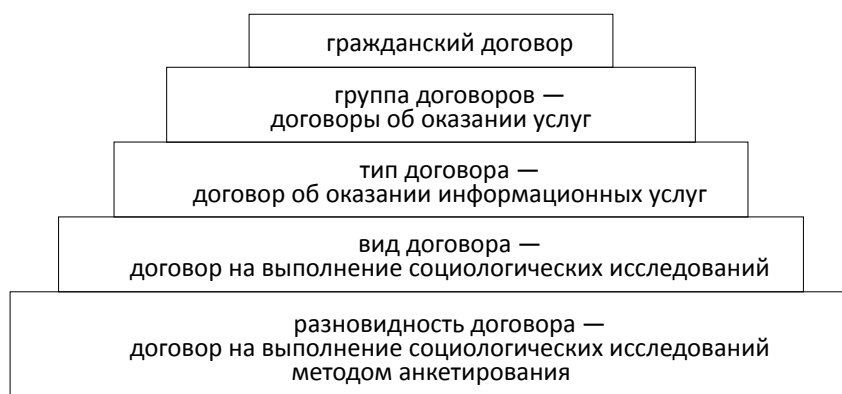 гражданский договор
группа договоров —
договоры об оказании услуг
тип договора —
договор об оказании информационных услуг
вид договора —
договор на выполнение социологических исследований
разновидность договора —
договор на выполнение социологических исследований
методом анкетирования